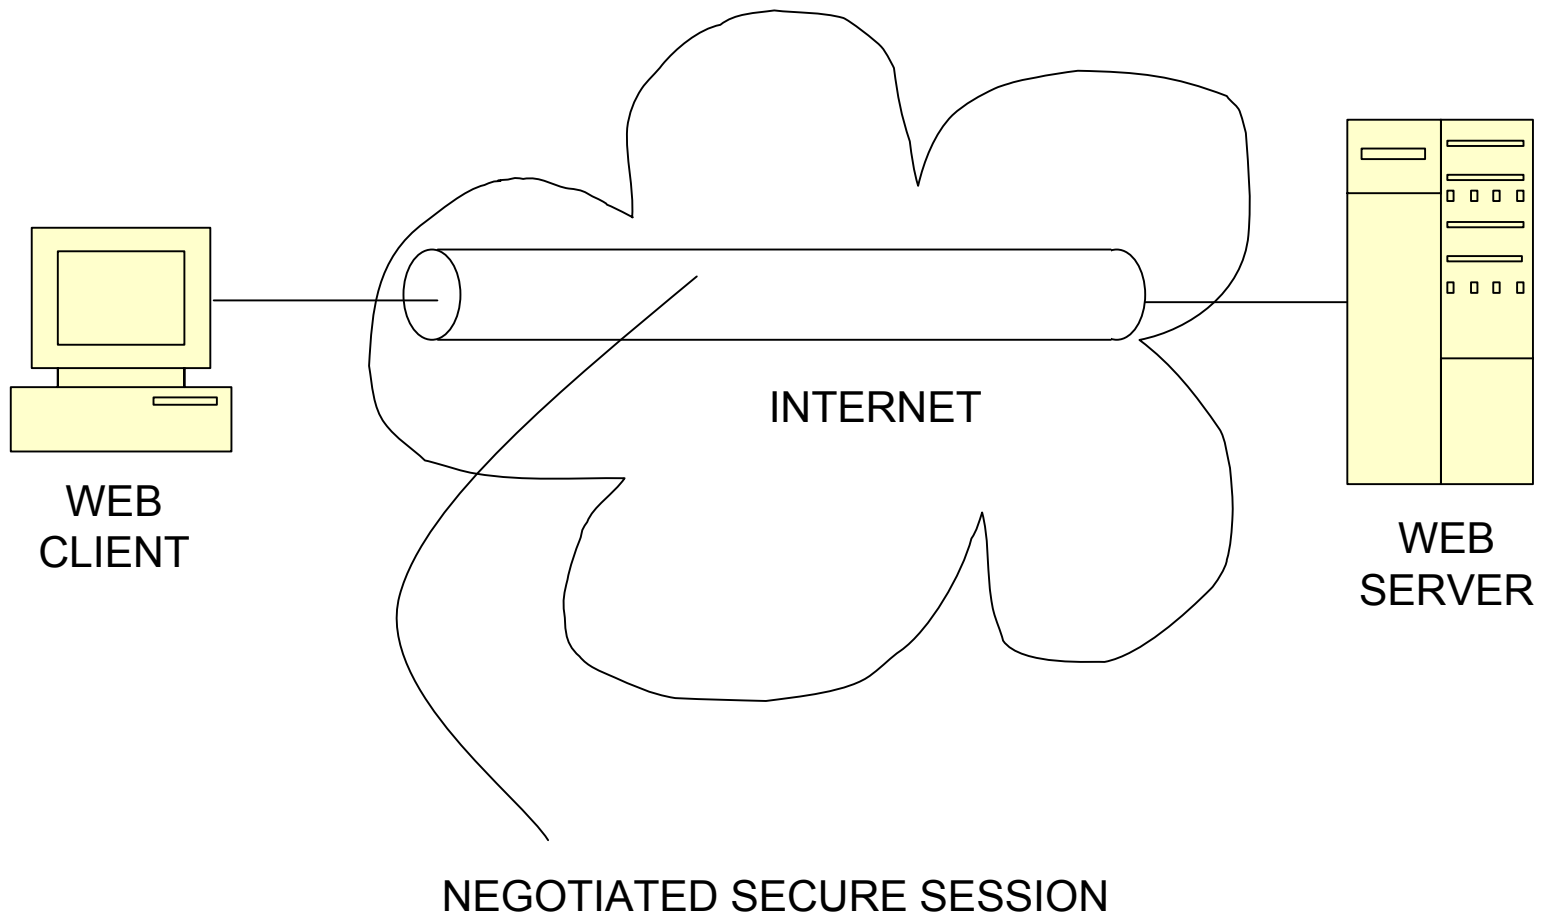 INTERNET
WEB
CLIENT
WEB
SERVER
NEGOTIATED SECURE SESSION